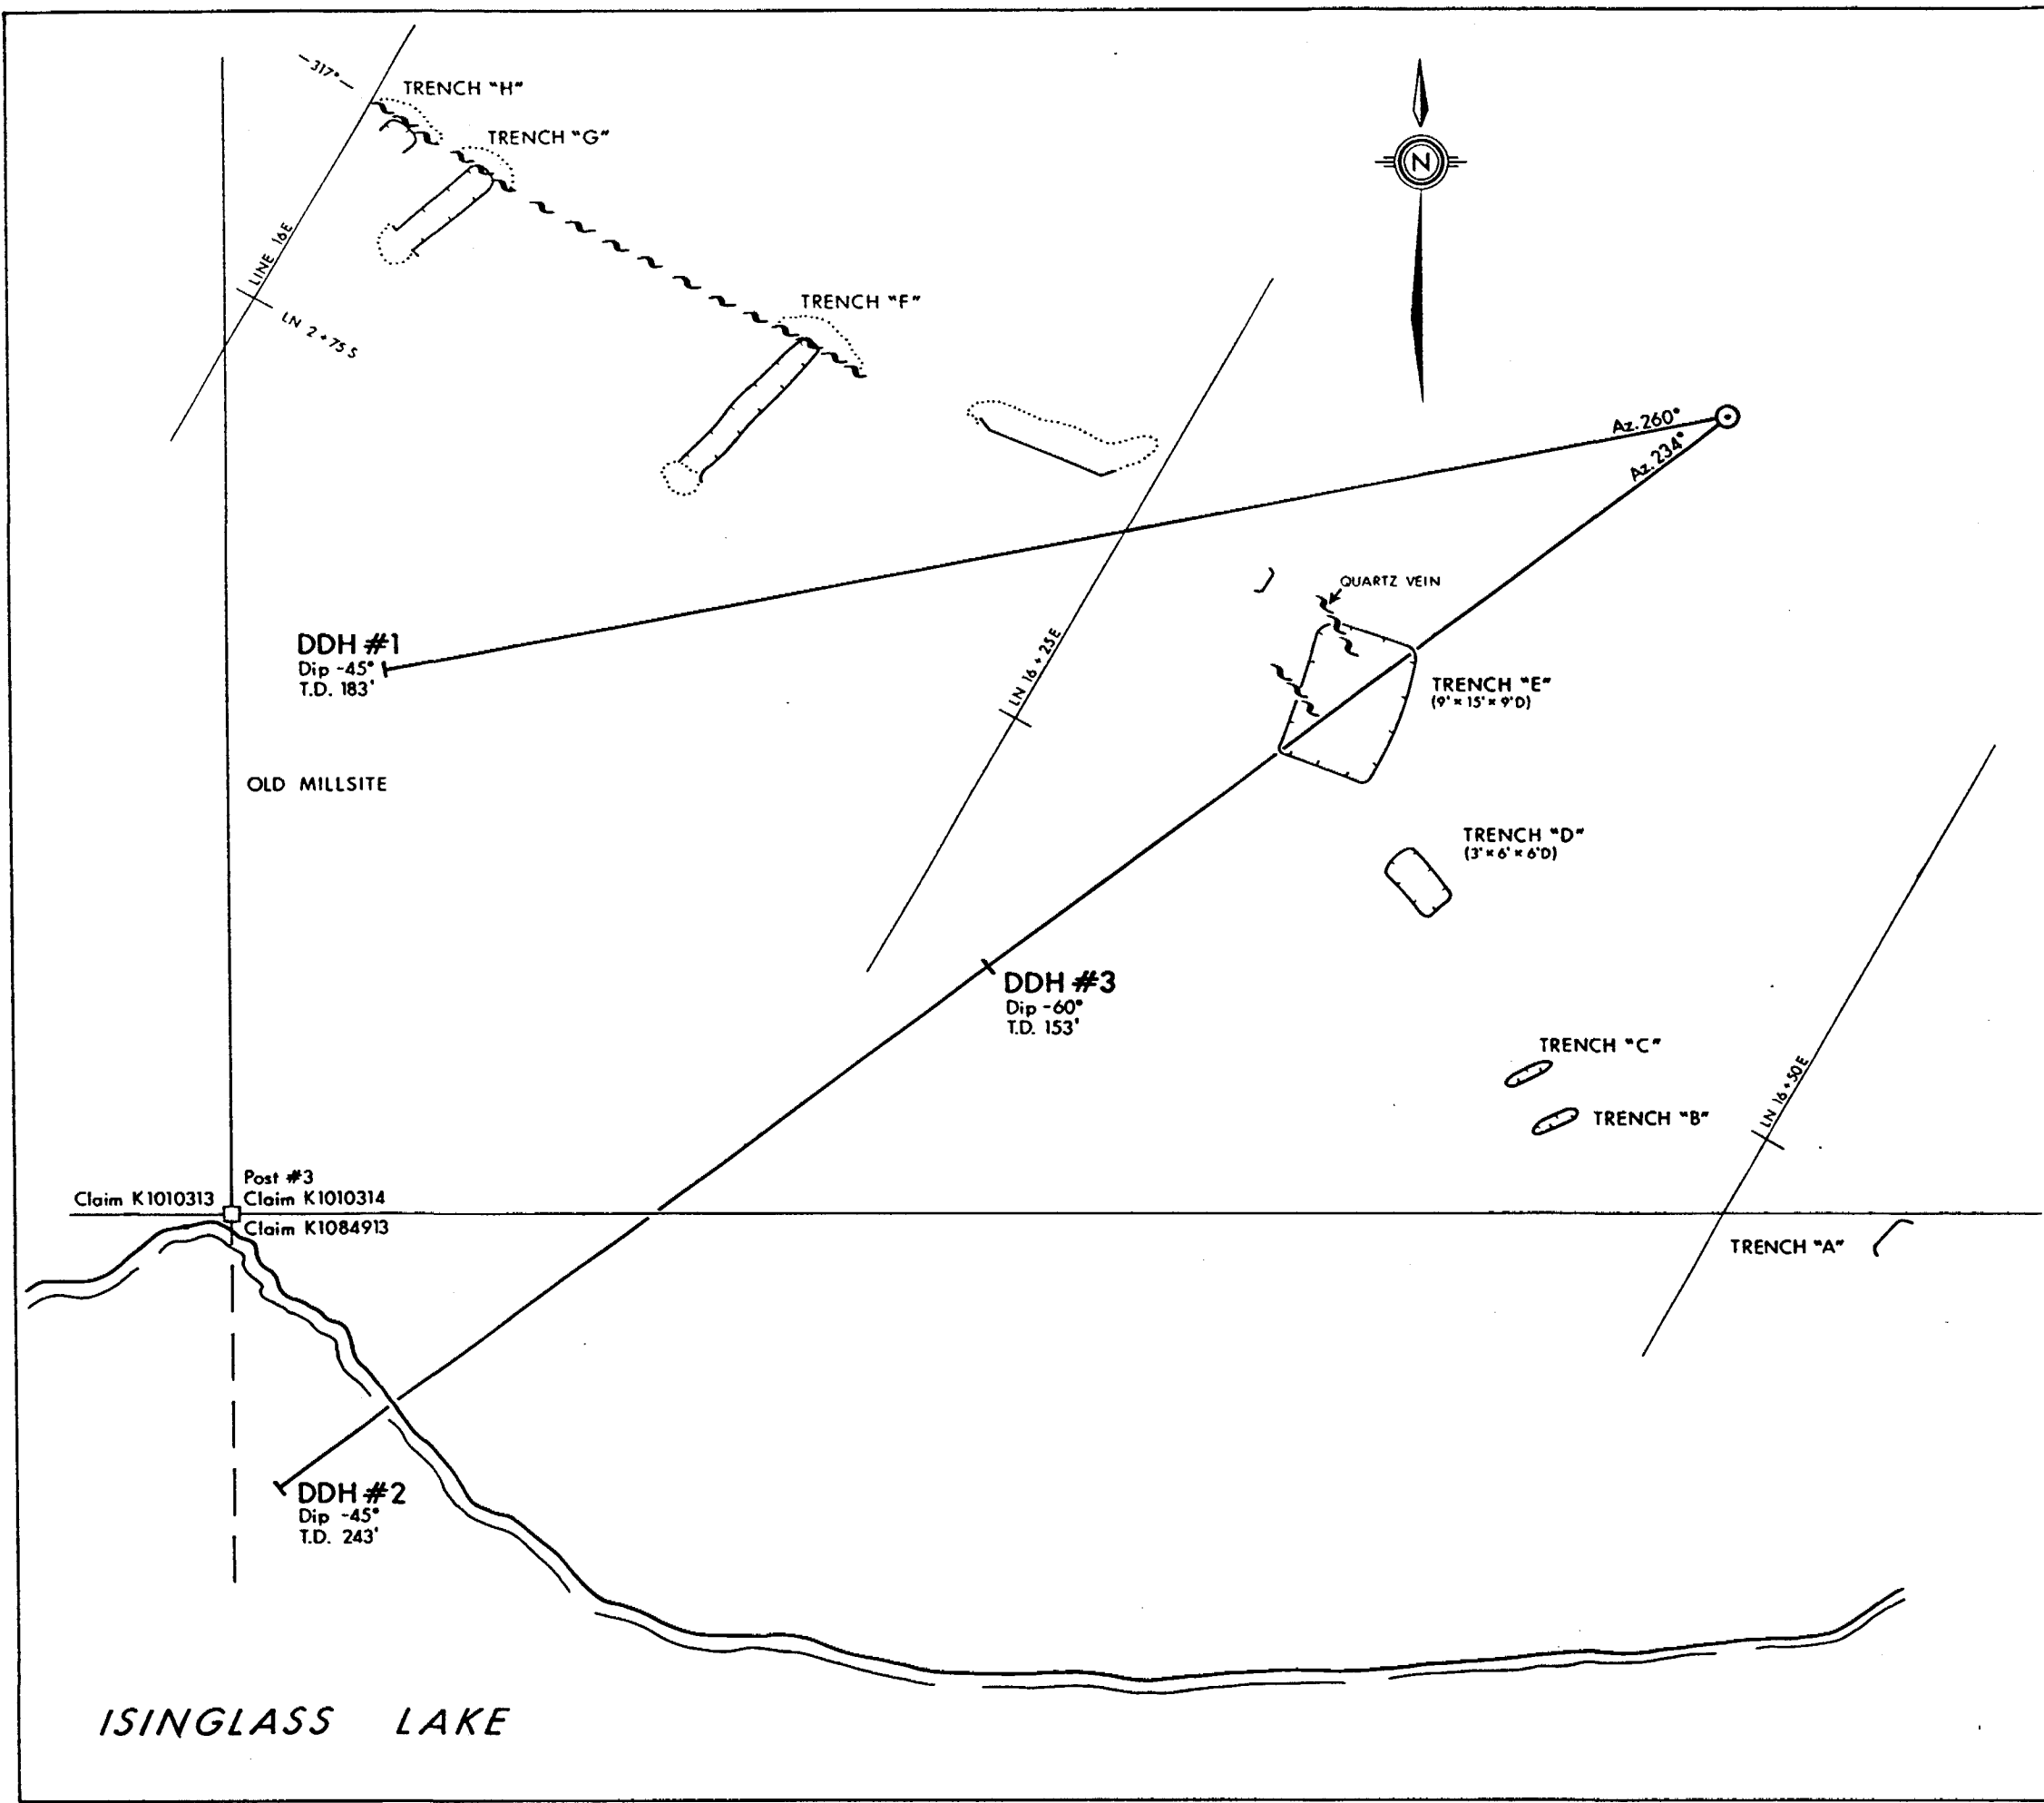 317°
TRENCH "H"
TRENCH "G"
N
LINE 16E
LN 2+75 S
TRENCH "F"
Az. 260°
Az. 234°
QUARTZ VEIN
DDH #1
Dip -45°
T.D. 183'
LN 16+25E
TRENCH "E"
(9' × 15' × 9'D)
OLD MILLSITE
TRENCH "D"
(3' × 6' × 6'D)
DDH #3
Dip -60°
T.D. 153'
TRENCH "C"
TRENCH "B"
LN 16+50E
Post #3
Claim K1010313
Claim K1010314
Claim K1084913
TRENCH "A"
DDH #2
Dip -45°
T.D. 243'
ISINGLASS LAKE